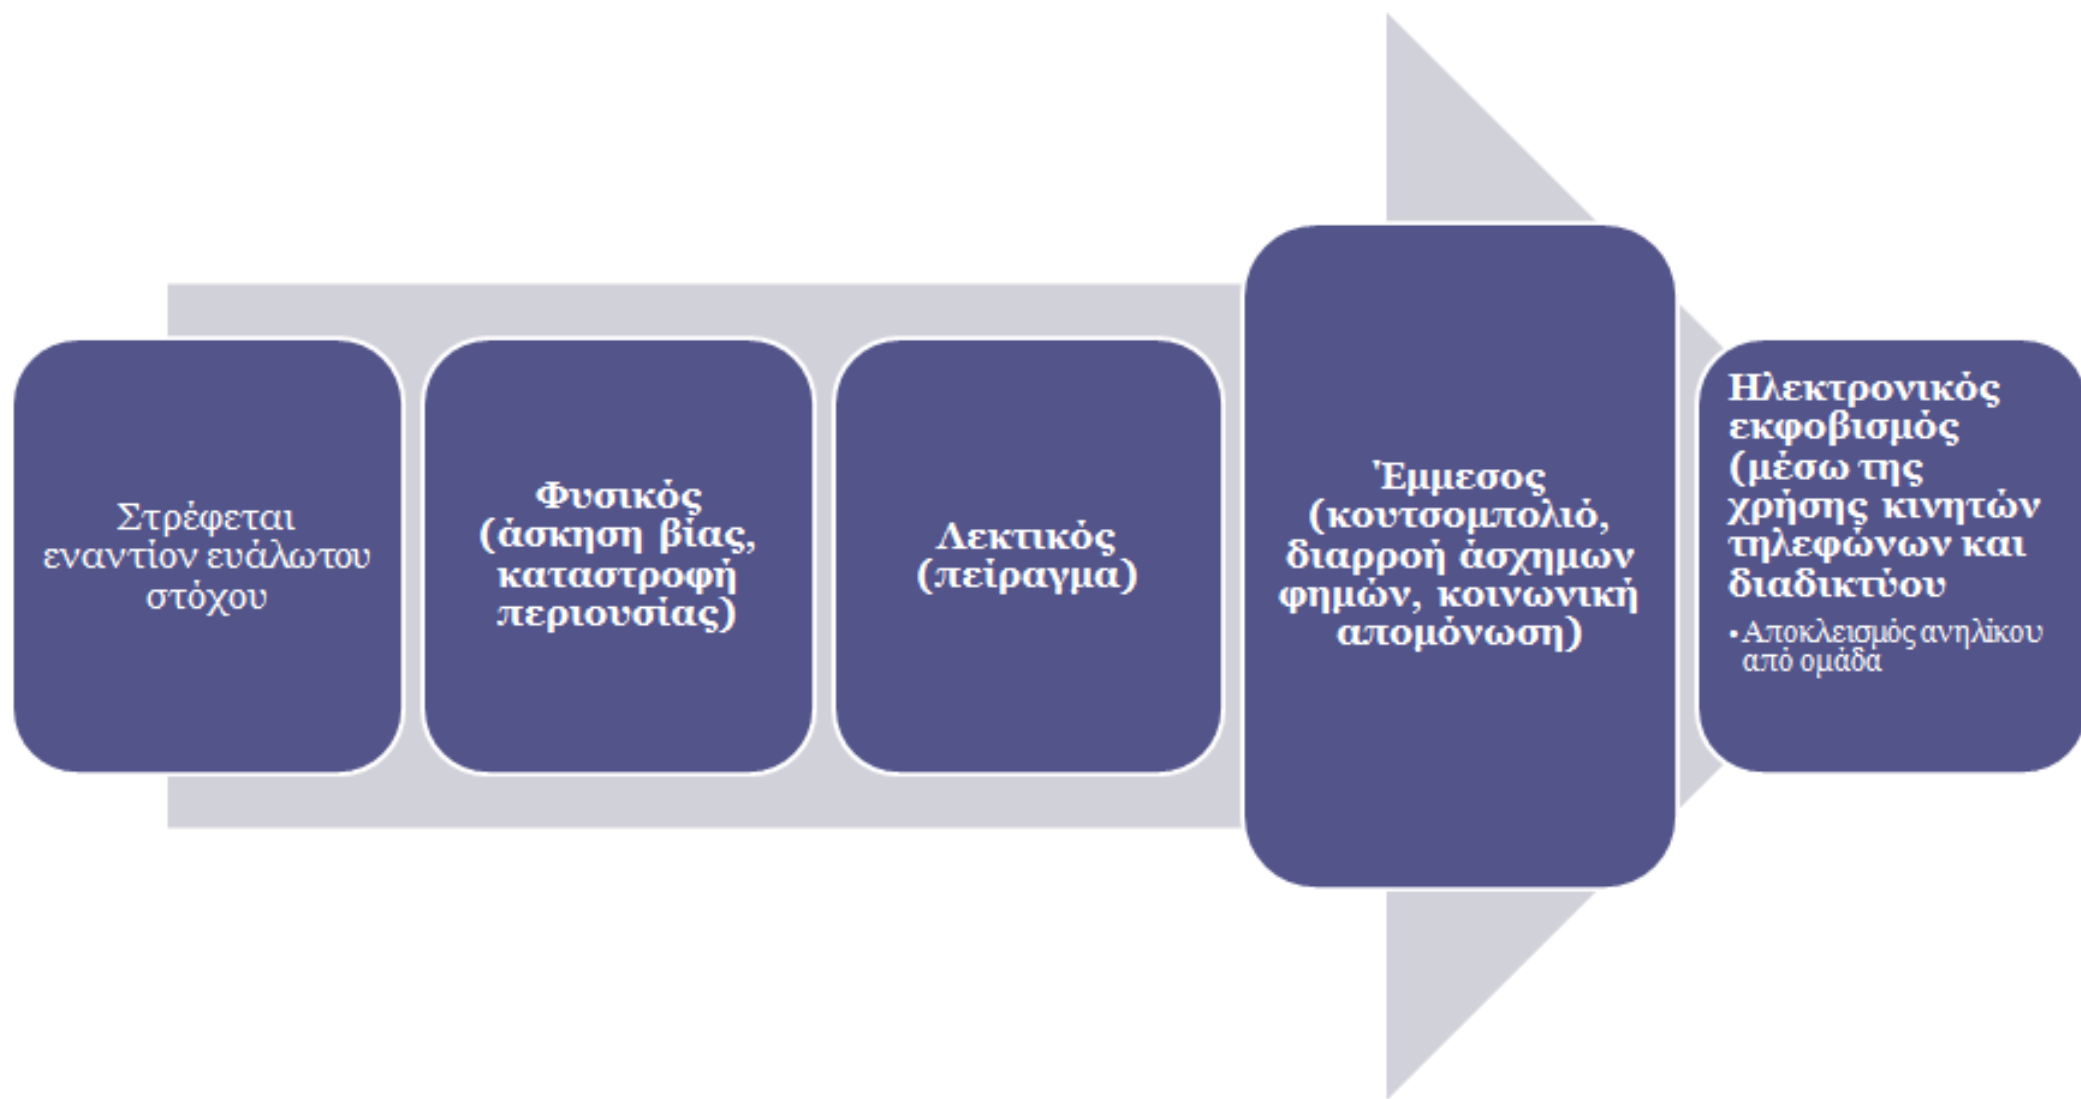 Στρέφεται
εναντίον ευάλωτου
στόχου
Φυσικός
(άσκηση βίας,
καταστροφή
περιουσίας)
Λεκτικός
(πείραγμα)
Έμμεσος
(κουτσομπολιό,
διαρροή άσχημων
φημών, κοινωνική
απομόνωση)
Ηλεκτρονικός
εκφοβισμός
(μέσω της
χρήσης κινητών
τηλεφώνων και
διαδικτύου
•Αποκλεισμός ανηλίκου
από ομάδα